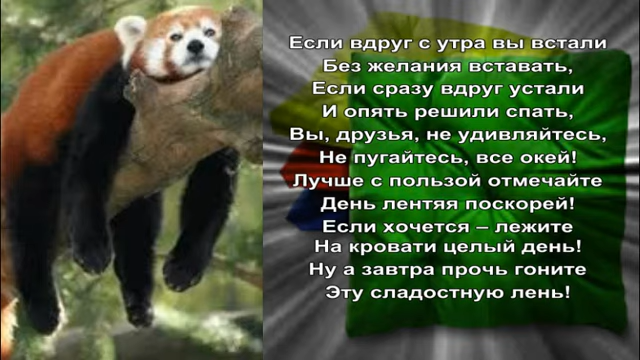 Если вдруг с утра вы встали
Без желания вставать,
Если сразу вдруг устали
И опять решили спать,
Вы, друзья, не удивляйтесь,
Не пугайтесь, все окей!
Лучше с пользой отмечайте
День лентяя поскорей!
Если хочется – лежите
На кровати целый день!
Ну а завтра прочь гоните
Эту сладостную лень!